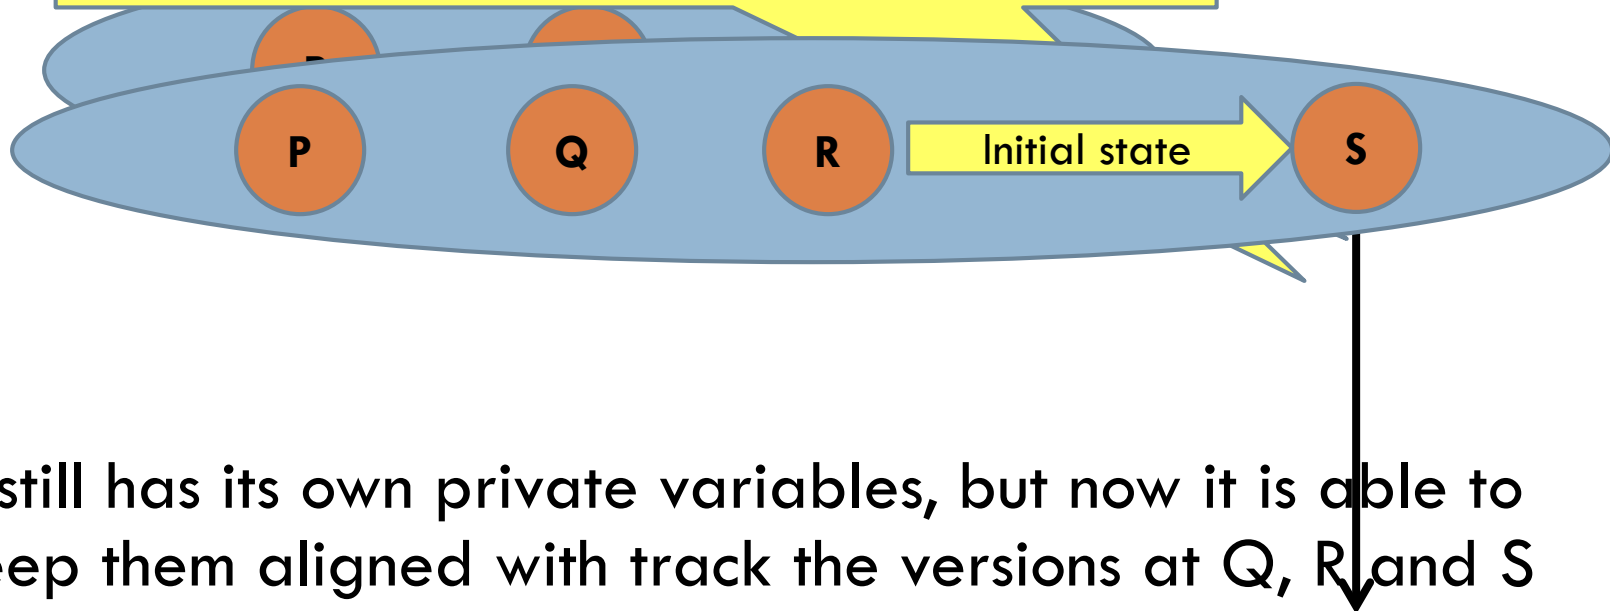 P Q R Initial state S
still has its own private variables, but now it is able to
eep them aligned with track the versions at Q, R and S